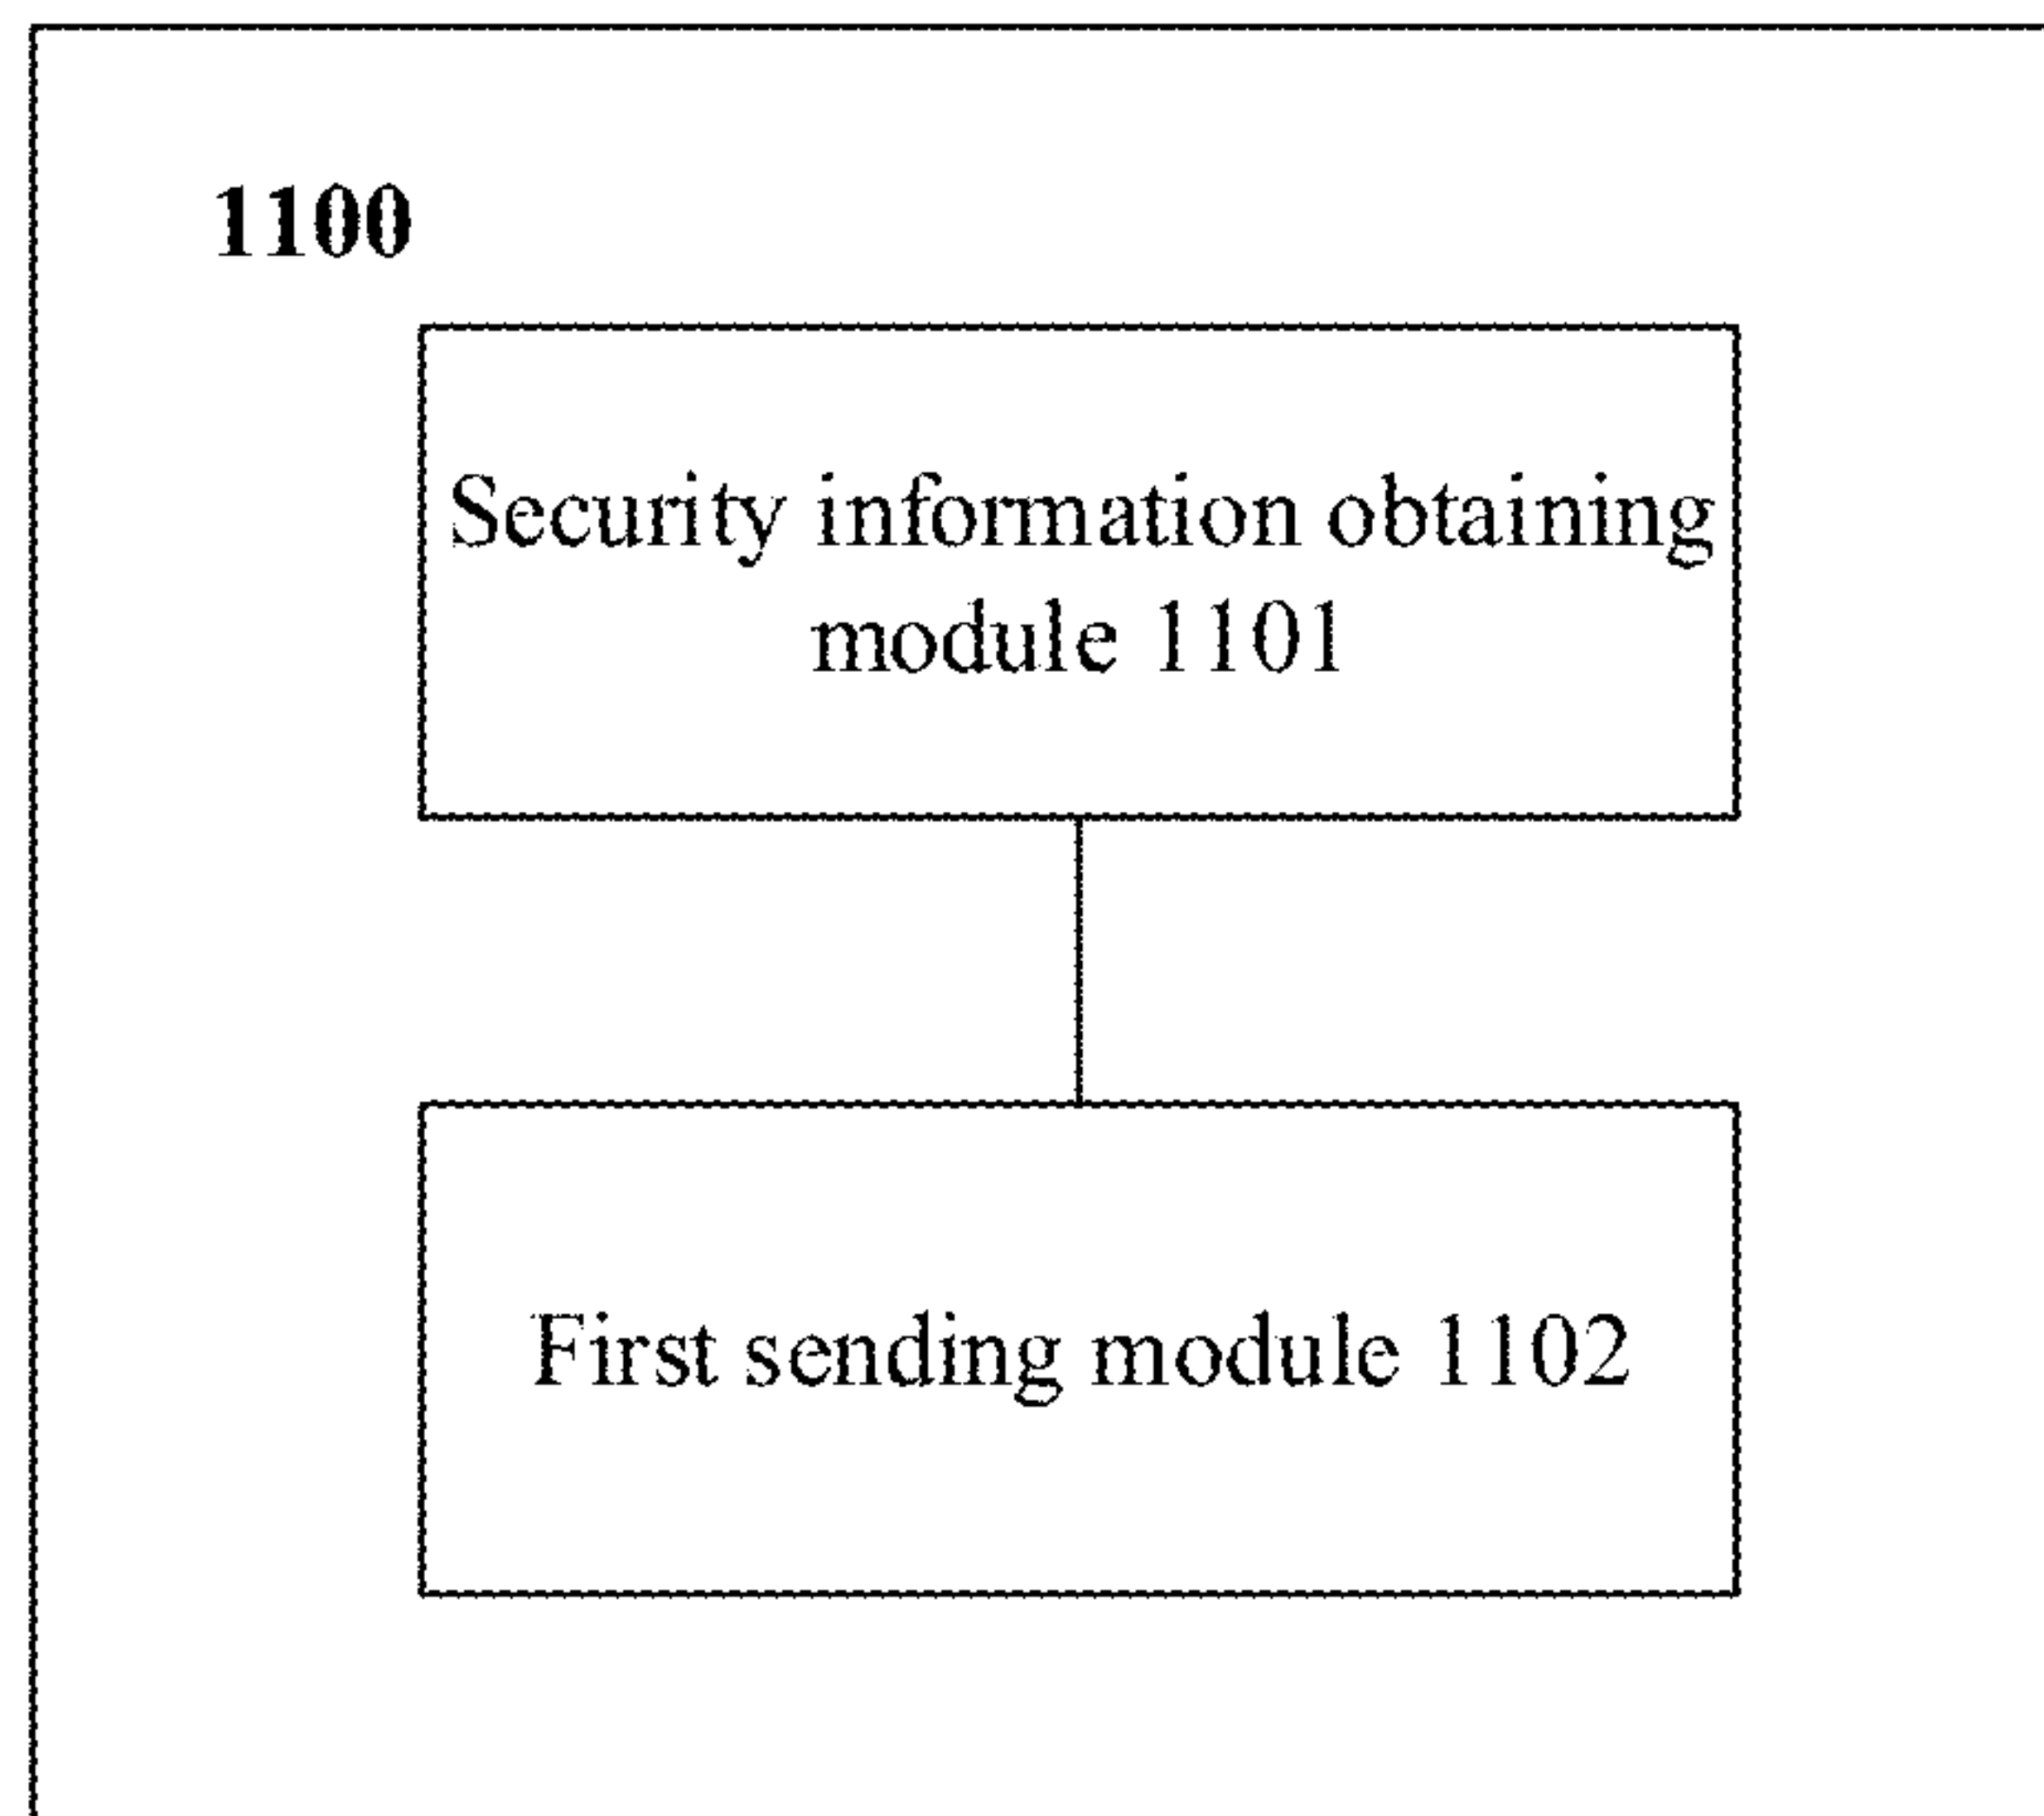 1100
Security information obtaining
module 1101
First sending module 1102